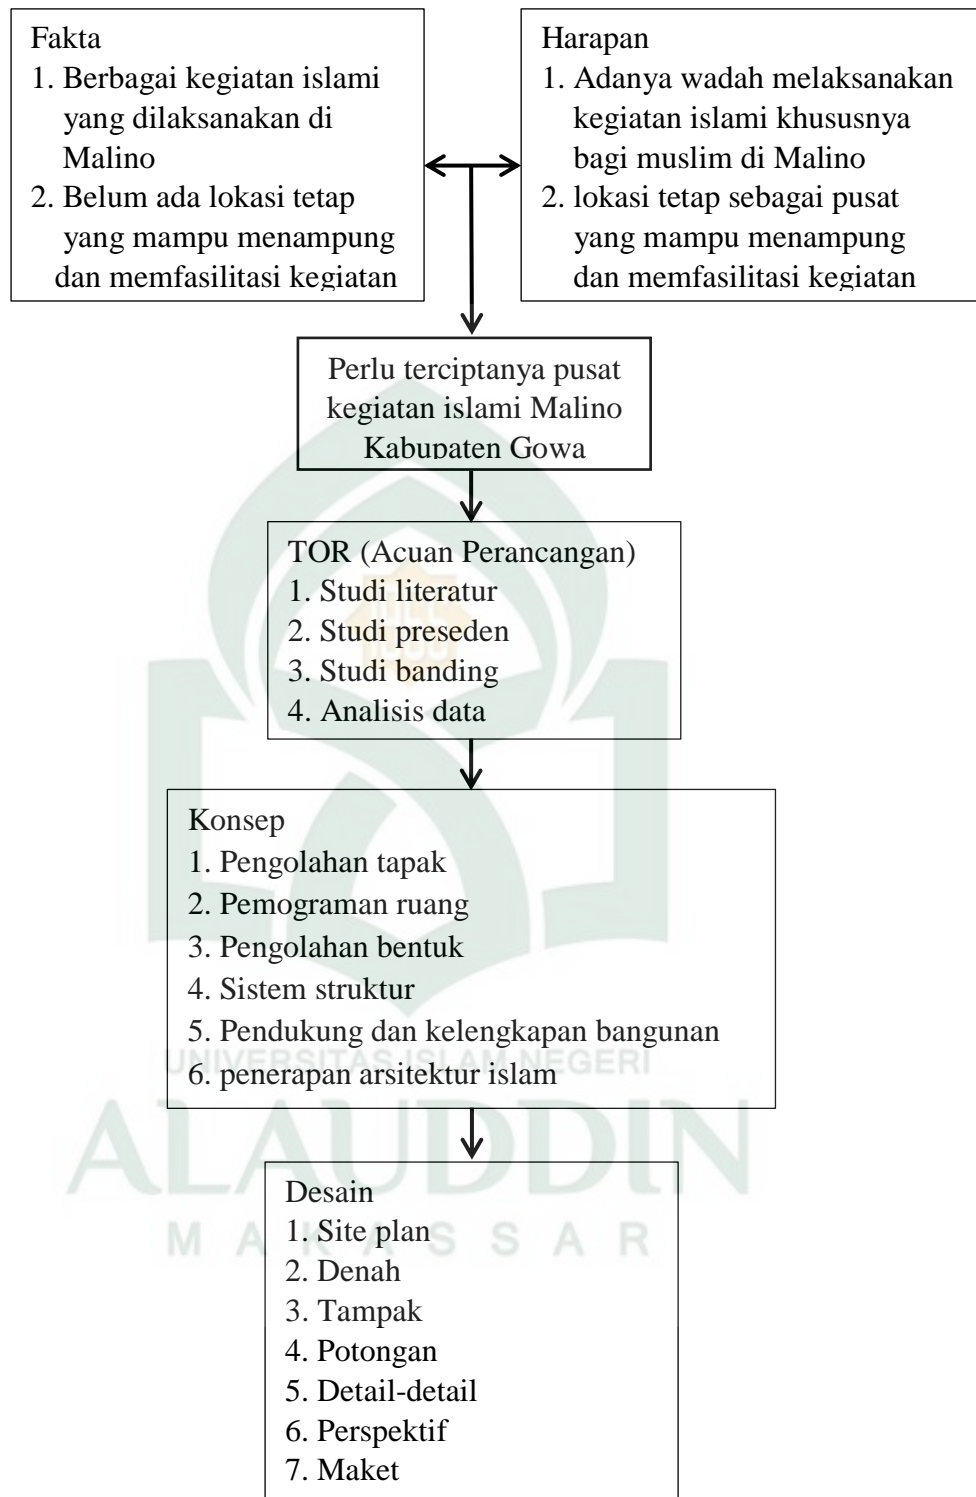 Fakta
1. Berbagai kegiatan islami
yang dilaksanakan di
Malino
2. Belum ada lokasi tetap
yang mampu menampung
dan memfasilitasi kegiatan
Harapan
1. Adanya wadah melaksanakan
kegiatan islami khususnya
bagi muslim di Malino
2. lokasi tetap sebagai pusat
yang mampu menampung
dan memfasilitasi kegiatan
Perlu terciptanya pusat
kegiatan islami Malino
Kabupaten Gowa
TOR (Acuan Perancangan)
1. Studi literatur
2. Studi preseden
3. Studi banding
4. Analisis data
Konsep
1. Pengolahan tapak
2. Pemograman ruang
3. Pengolahan bentuk
4. Sistem struktur
5. Pendukung dan kelengkapan bangunan
6. penerapan arsitektur islam
UNIVERSITAS ISLAM NEGERI
ALAUDDIN
MAKASSAR
Desain
1. Site plan
2. Denah
3. Tampak
4. Potongan
5. Detail-detail
6. Perspektif
7. Maket